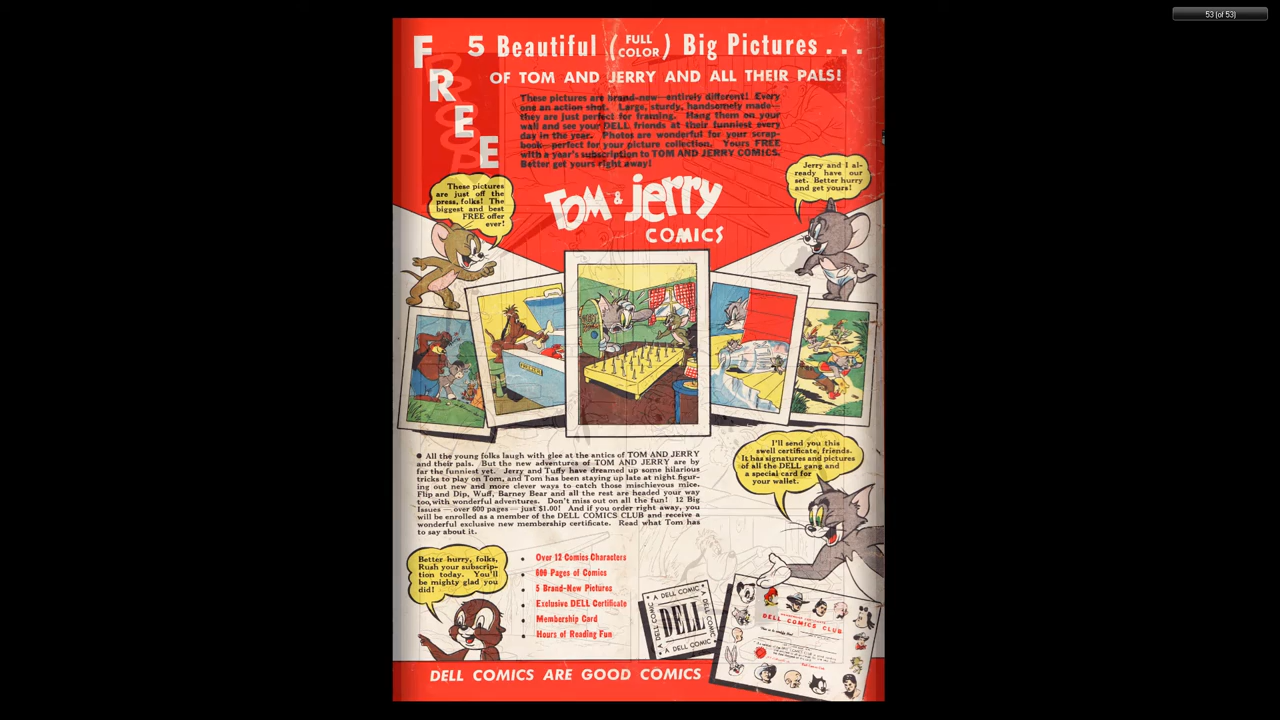 53 (of 53)
FREE
5 Beautiful (FULL COLOR) Big Pictures...
OF TOM AND JERRY AND ALL THEIR PALS!
These pictures are brand-new—entirely different! Every
one an action shot. Large, sturdy, handsomely made—
they are just perfect for framing. Hang them on your
wall and see your DELL friends at their funniest every
day in the year. Photos are wonderful for your scrap-
book—perfect for your picture collection. Yours FREE
with a year's subscription to TOM AND JERRY COMICS.
Better get yours right away!
These pictures
are just off the
press, folks! The
biggest and best
FREE offer
ever!
Jerry and I al-
ready have our
set. Better hurry
and get yours!
TOM & Jerry
COMICS
● All the young folks laugh with glee at the antics of TOM AND JERRY
and their pals. But the new adventures of TOM AND JERRY are by
far the funniest yet. Jerry and Tuffy have dreamed up some hilarious
tricks to play on Tom, and Tom has been staying up late at night figur-
ing out new and more clever ways to catch those mischievous mice.
Flip and Dip, Wuff, Barney Bear and all the rest are headed your way
too, with wonderful adventures. Don't miss out on all the fun! 12 Big
Issues — over 600 pages — just $1.00! And if you order right away, you
will be enrolled as a member of the DELL COMICS CLUB and receive a
wonderful exclusive new membership certificate. Read what Tom has
to say about it.
I'll send you this
swell certificate, friends.
It has signatures and pictures
of all the DELL gang and
a special card for
your wallet.
Better hurry, folks,
Rush your subscrip-
tion today. You'll
be mighty glad you
did!
• Over 12 Comics Characters
• 600 Pages of Comics
• 5 Brand-New Pictures
• Exclusive DELL Certificate
• Membership Card
• Hours of Reading Fun
A DELL COMIC
A DELL COMIC
DELL
A DELL COMIC
A DELL COMIC
DELL COMICS CLUB
DELL COMICS ARE GOOD COMICS